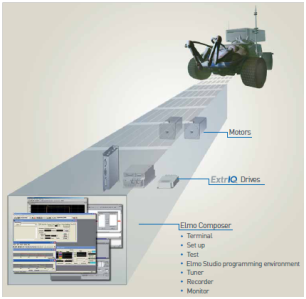 Motors
ExtrIQ Drives
Elmo Composer
• Terminal
• Set up
• Test
• Elmo Studio programming environment
• Tuner
• Recorder
• Monitor